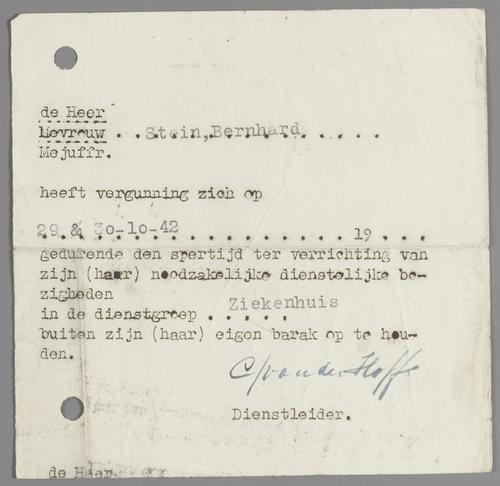 de Heer
Mevrouw . . Stein, Bernhard . . . .
Mejuffr.
heeft vergunning zich op
29 & 30-10-42 . . . . . . . . . 19 . . .
gedurende den spertijd ter verrichting van
zijn (haar) noodzakelijke dienstelijke be-
zigheden
in de dienstgroep . Ziekenhuis . . . .
buiten zijn (haar) eigen barak op te hou-
den.
Dienstleider.
de Heer